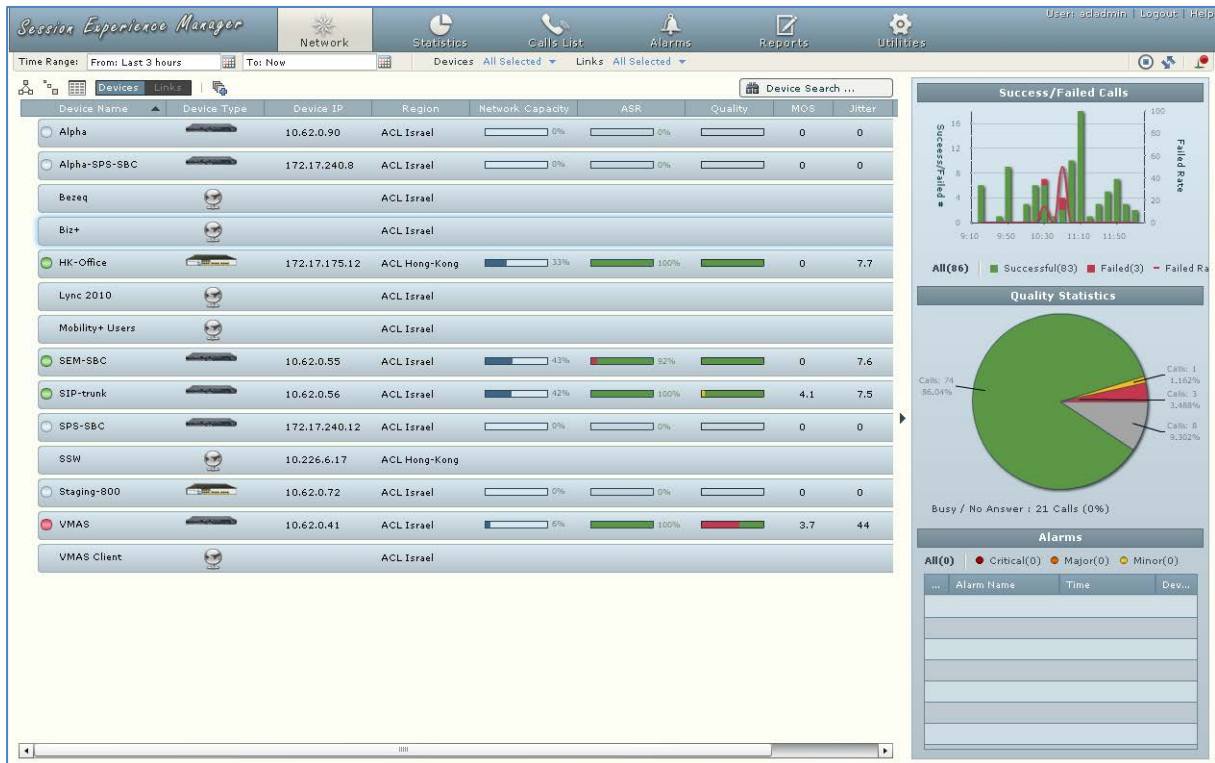 Session Experience Manager
User: acladmin | Logout | Help
Network Statistics Calls List Alarms Reports Utilities
Time Range: From: Last 3 hours To: Now Devices All Selected Links All Selected
Devices Links Device Search ...
Device Name Device Type Device IP Region Network Capacity ASR Quality MOS Jitter
Alpha 10.62.0.90 ACL Israel 0% 0% 0 0
Alpha-SPS-SBC 172.17.240.8 ACL Israel 0% 0% 0 0
Bezeq ACL Israel
Biz+ ACL Israel
HK-Office 172.17.175.12 ACL Hong-Kong 33% 100% 0 7.7
Lync 2010 ACL Israel
Mobility+ Users ACL Israel
SEM-SBC 10.62.0.55 ACL Israel 43% 92% 0 7.6
SIP-trunk 10.62.0.56 ACL Israel 42% 100% 4.1 7.5
SPS-SBC 172.17.240.12 ACL Israel 0% 0% 0 0
SSW 10.226.6.17 ACL Hong-Kong
Staging-800 10.62.0.72 ACL Israel 0% 0% 0 0
VMAS 10.62.0.41 ACL Israel 6% 100% 3.7 44
VMAS Client ACL Israel
Success/Failed Calls
Success/Failed #
16
12
8
4
0
100
80
60
40
20
0
Failed Rate
9:10 9:50 10:30 11:10 11:50
All(86) Successful(83) Failed(3) Failed Ra
Quality Statistics
Calls: 74
86.04%
Calls: 1
1.162%
Calls: 3
3.488%
Calls: 8
9.302%
Busy / No Answer : 21 Calls (0%)
Alarms
All(0) Critical(0) Major(0) Minor(0)
... Alarm Name Time Dev...